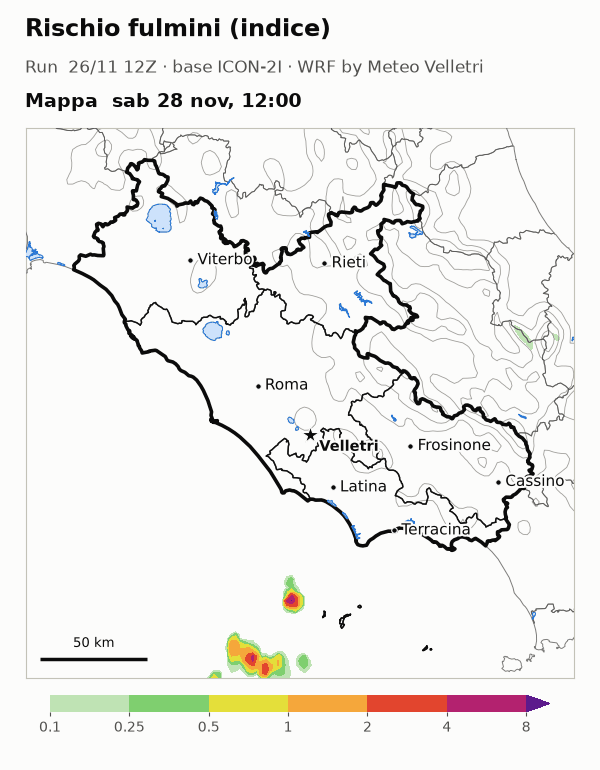 Rischio fulmini (indice)
Run  26/11 12Z · base ICON-2I · WRF by Meteo Velletri
Mappa  sab 28 nov, 12:00
Viterbo
Rieti
Roma
Velletri
Frosinone
Latina
Cassino
Terracina
50 km
0.1 0.25 0.5 1 2 4 8